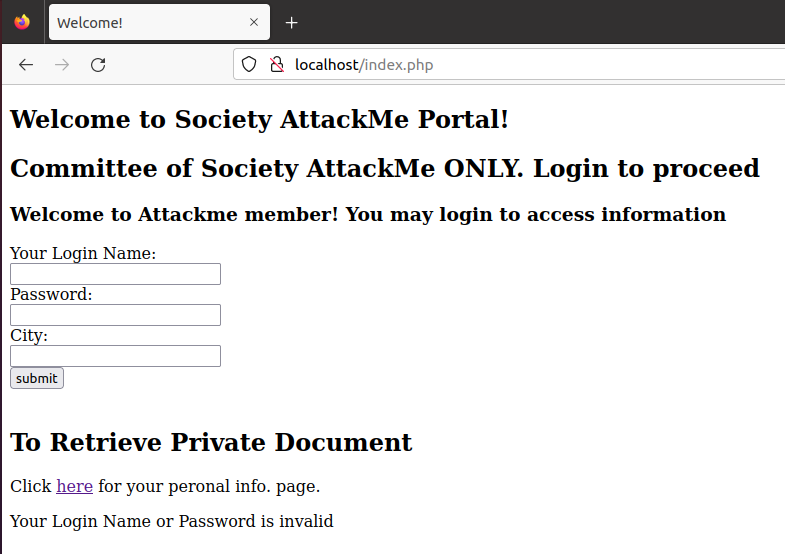 Welcome!
localhost/index.php
Welcome to Society AttackMe Portal!
Committee of Society AttackMe ONLY. Login to proceed
Welcome to Attackme member! You may login to access information
Your Login Name:
Password:
City:
submit
To Retrieve Private Document
Click here for your peronal info. page.
Your Login Name or Password is invalid